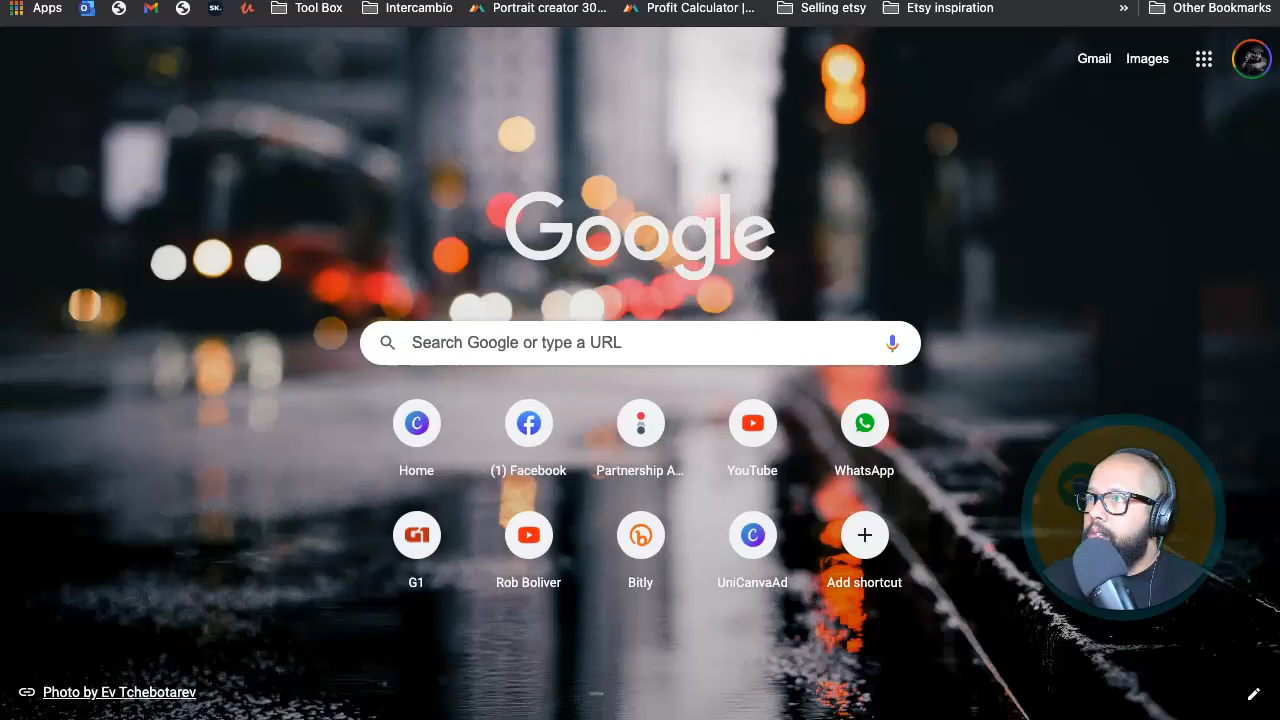 Apps
SK.
Tool Box
Intercambio
Portrait creator 30...
Profit Calculator |...
Selling etsy
Etsy inspiration
»
Other Bookmarks
Gmail
Images
Google
Search Google or type a URL
Home
(1) Facebook
Partnership A...
YouTube
WhatsApp
G1
G1
Rob Boliver
Bitly
UniCanvaAd
Add shortcut
Photo by Ev Tchebotarev